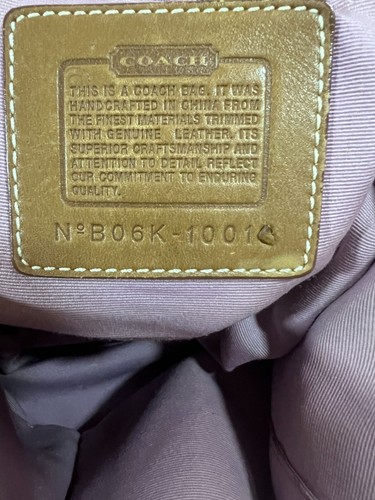 COACH
THIS IS A COACH BAG. IT WAS
HANDCRAFTED IN CHINA FROM
THE FINEST MATERIALS TRIMMED
WITH GENUINE LEATHER. ITS
SUPERIOR CRAFTSMANSHIP AND
ATTENTION TO DETAIL REFLECT
OUR COMMITMENT TO ENDURING
QUALITY.
Nº B06K-1001